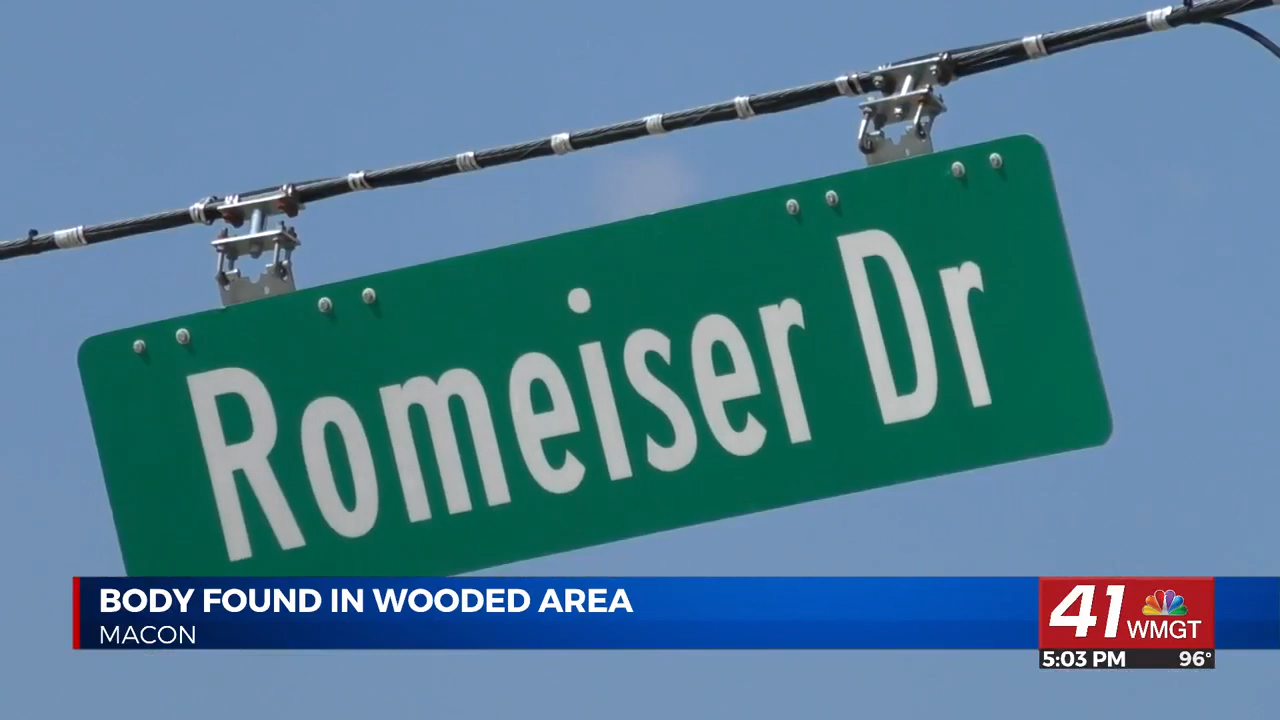 Romeiser Dr
BODY FOUND IN WOODED AREA
MACON
41
WMGT
5:03 PM 96°